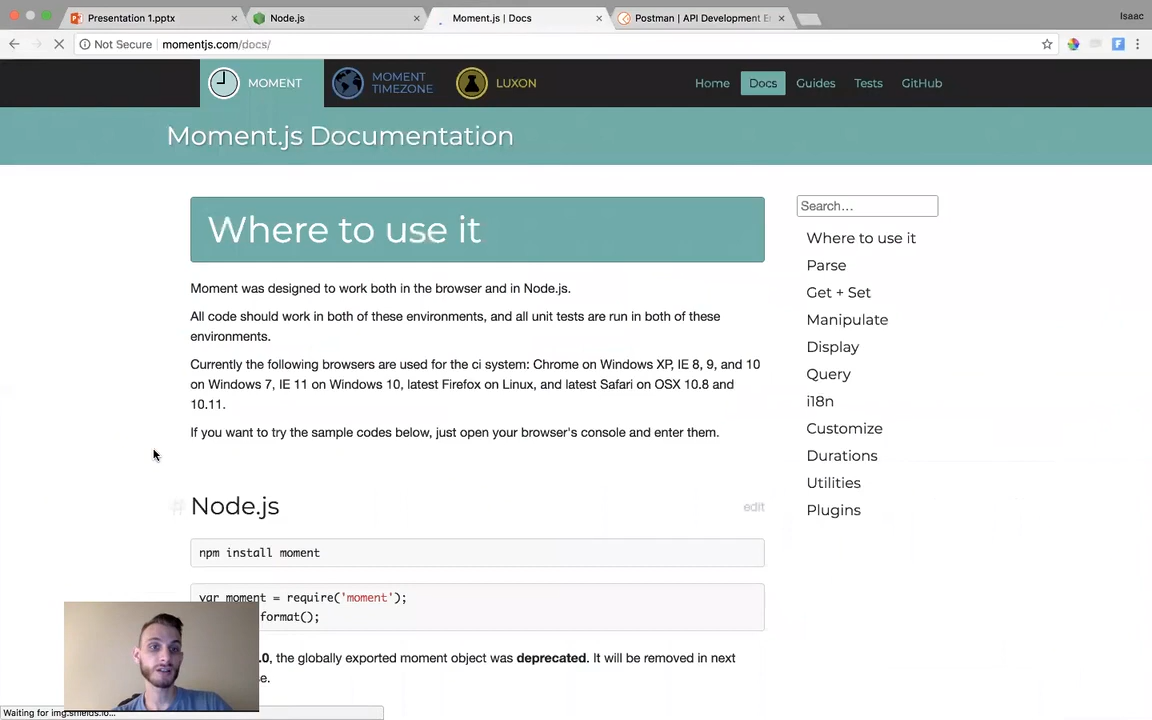 Presentation 1.pptx
Node.js
Moment.js | Docs
Postman | API Development E
Isaac
Not Secure
momentjs.com/docs/
MOMENT
MOMENT
TIMEZONE
LUXON
Home
Docs
Guides
Tests
GitHub
Moment.js Documentation
Where to use it
Moment was designed to work both in the browser and in Node.js.
All code should work in both of these environments, and all unit tests are run in both of these
environments.
Currently the following browsers are used for the ci system: Chrome on Windows XP, IE 8, 9, and 10
on Windows 7, IE 11 on Windows 10, latest Firefox on Linux, and latest Safari on OSX 10.8 and
10.11.
If you want to try the sample codes below, just open your browser's console and enter them.
# Node.js
edit
npm install moment
var moment = require('moment');
format();
.0, the globally exported moment object was deprecated. It will be removed in next
se.
Search…
Where to use it
Parse
Get + Set
Manipulate
Display
Query
i18n
Customize
Durations
Utilities
Plugins
Waiting for img.shields.io...